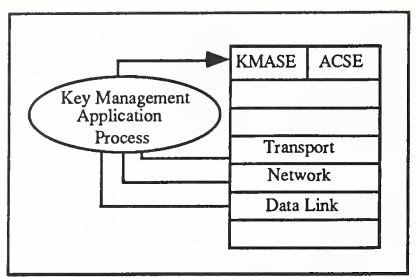 KMASE ACSE
Key Management
Application
Process
Transport
Network
Data Link